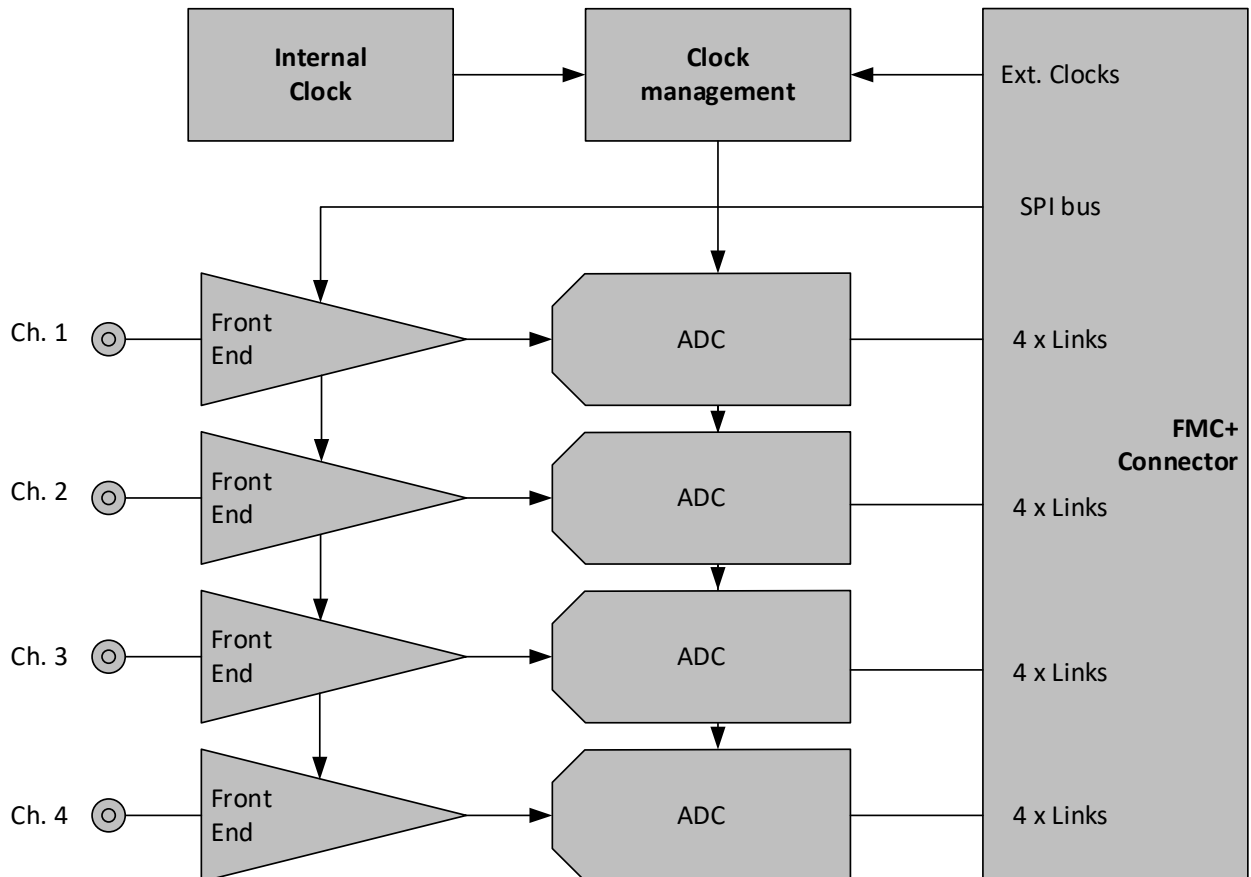 Internal
Clock
Clock
management
Ext. Clocks
SPI bus
Ch. 1
Front
End
ADC
4 x Links
FMC+
Connector
Ch. 2
Front
End
ADC
4 x Links
Ch. 3
Front
End
ADC
4 x Links
Ch. 4
Front
End
ADC
4 x Links